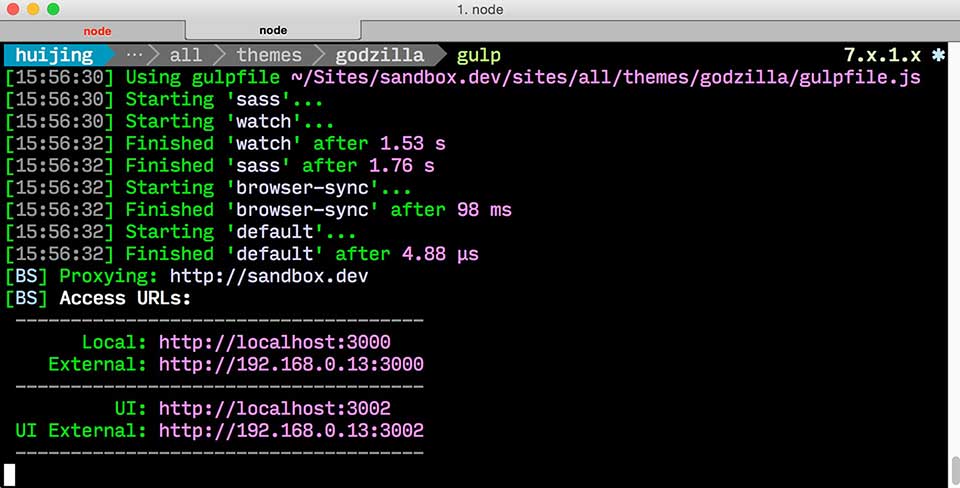 1. node
node node
huijing ··· all themes godzilla gulp 7.x.1.x ✱
[15:56:30] Using gulpfile ~/Sites/sandbox.dev/sites/all/themes/godzilla/gulpfile.js
[15:56:30] Starting 'sass'...
[15:56:30] Starting 'watch'...
[15:56:32] Finished 'watch' after 1.53 s
[15:56:32] Finished 'sass' after 1.76 s
[15:56:32] Starting 'browser-sync'...
[15:56:32] Finished 'browser-sync' after 98 ms
[15:56:32] Starting 'default'...
[15:56:32] Finished 'default' after 4.88 μs
[BS] Proxying: http://sandbox.dev
[BS] Access URLs:
-------------------------------------
Local: http://localhost:3000
External: http://192.168.0.13:3000
-------------------------------------
UI: http://localhost:3002
UI External: http://192.168.0.13:3002
-------------------------------------